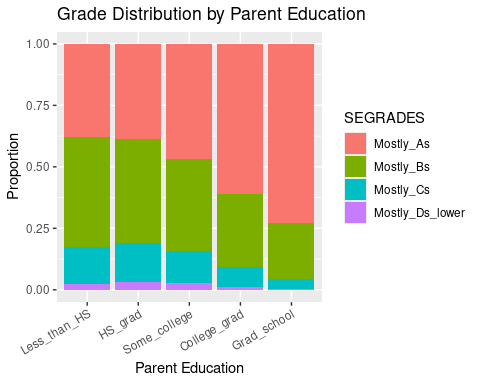 Grade Distribution by Parent Education
1.00
0.75
0.50
0.25
0.00
Proportion
Less_than_HS
HS_grad
Some_college
College_grad
Grad_school
Parent Education
SEGRADES
Mostly_As
Mostly_Bs
Mostly_Cs
Mostly_Ds_lower